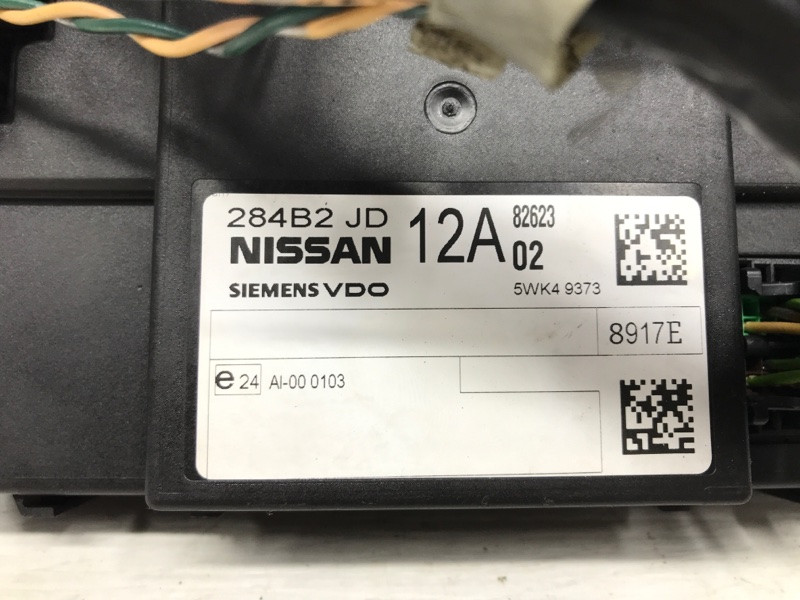 284B2 JD 12A 82623
NISSAN 02
SIEMENS VDO 5WK4 9373
8917E
e 24 AI-00 0103